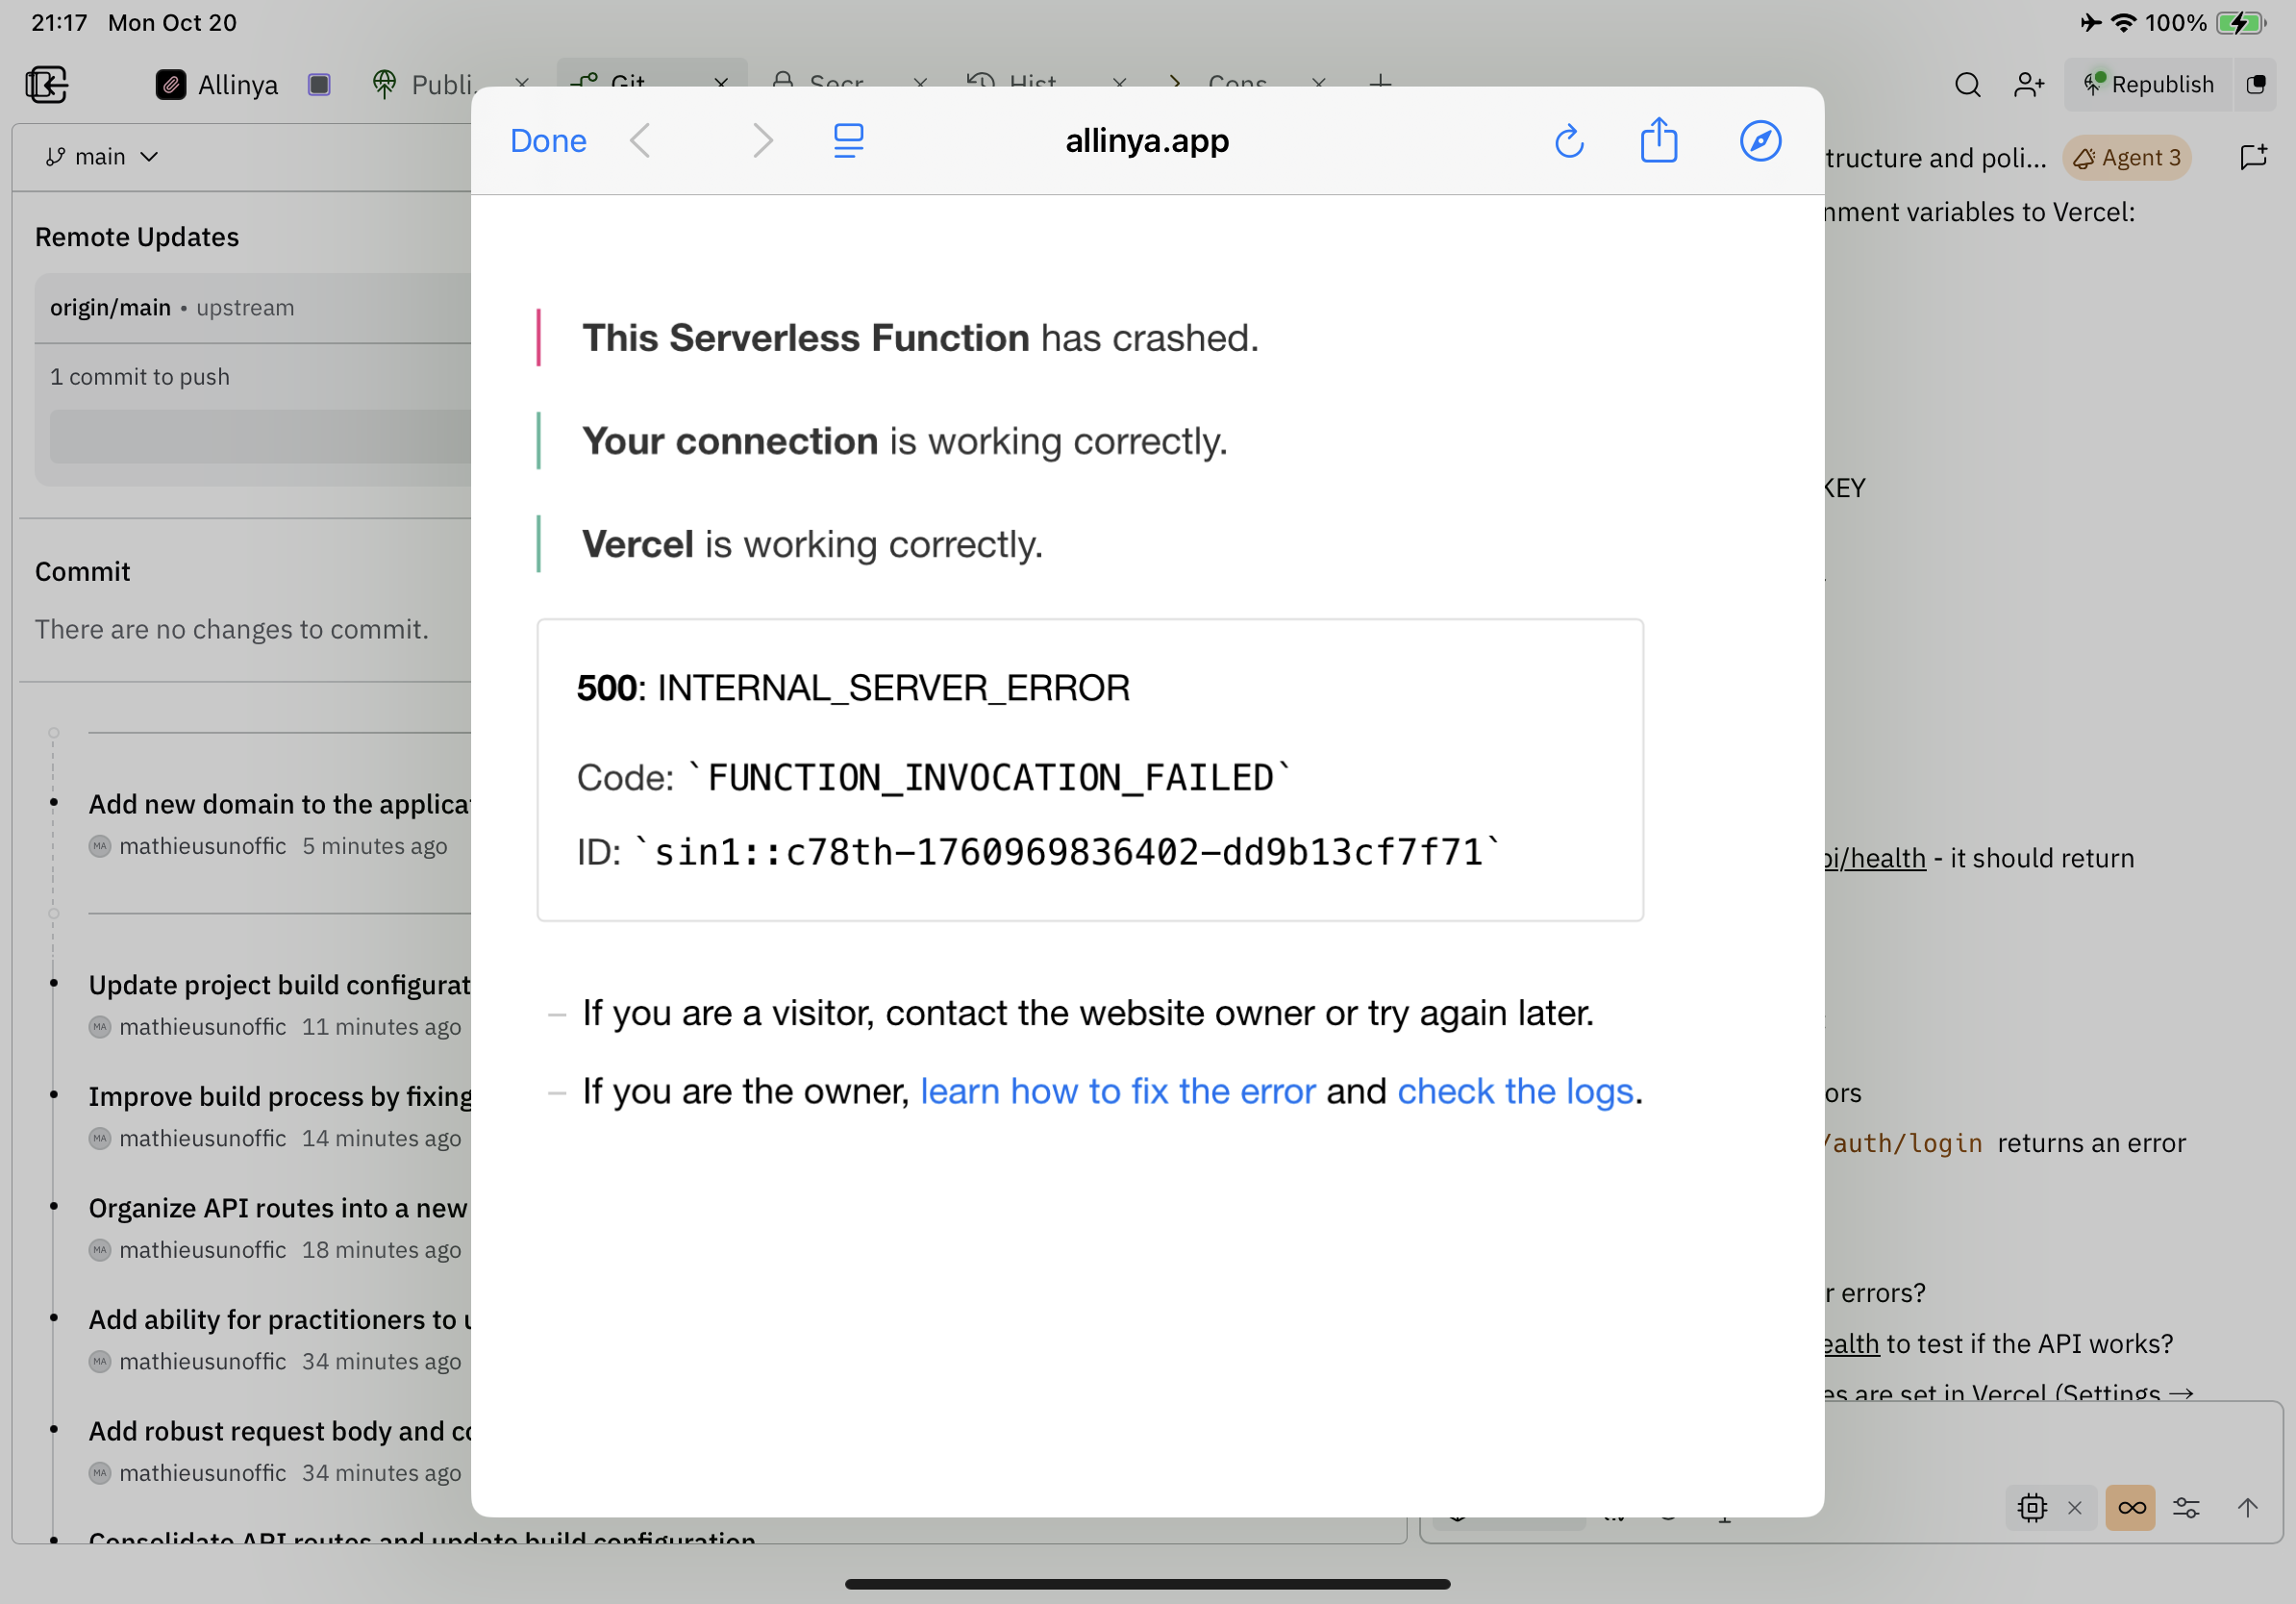 21:17 Mon Oct 20
100%
Allinya
Publi...
Git
Secr
Hist
Cons
Republish
main
Remote Updates
origin/main • upstream
1 commit to push
Commit
There are no changes to commit.
Add new domain to the applica
mathieusunoffic 5 minutes ago
Update project build configurat
MA mathieusunoffic 11 minutes ago
Improve build process by fixing
MA mathieusunoffic 14 minutes ago
Organize API routes into a new
MA mathieusunoffic 18 minutes ago
Add ability for practitioners to
MA mathieusunoffic 34 minutes ago
Add robust request body and
MA mathieusunoffic 34 minutes ago
Consolidate API routes and update build configuration
Done
allinya.app
This Serverless Function has crashed.
Your connection is working correctly.
Vercel is working correctly.
500: INTERNAL_SERVER_ERROR
Code: `FUNCTION_INVOCATION_FAILED`
ID: `sin1::c78th-1760969836402-dd9b13cf7f71`
– If you are a visitor, contact the website owner or try again later.
– If you are the owner, learn how to fix the error and check the logs.
tructure and poli...
Agent 3
nment variables to Vercel:
KEY
pi/health - it should return
ors
/auth/login returns an error
r errors?
ealth to test if the API works?
es are set in Vercel (Settings →